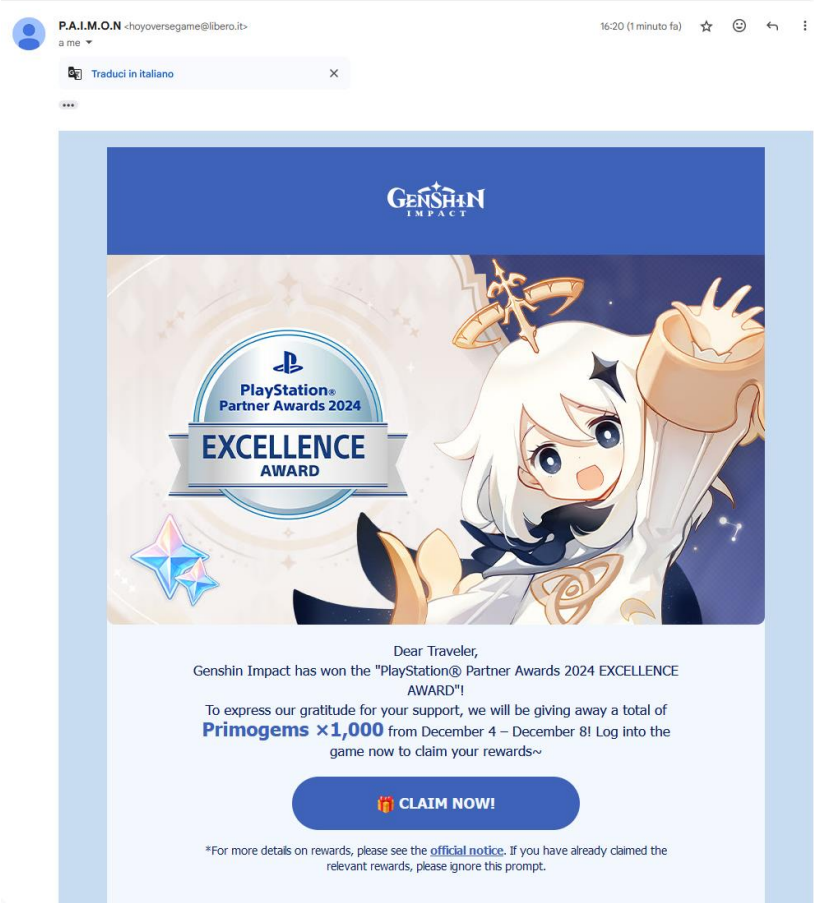 P.A.I.M.O.N <hoyoversegame@libero.it>
16:20 (1 minuto fa)
a me
Traduci in italiano
GENSHIN
IMPACT
PlayStation®
Partner Awards 2024
EXCELLENCE
AWARD
Dear Traveler,
Genshin Impact has won the "PlayStation® Partner Awards 2024 EXCELLENCE
AWARD"!
To express our gratitude for your support, we will be giving away a total of
Primogems ×1,000 from December 4 – December 8! Log into the
game now to claim your rewards~
🎁 CLAIM NOW!
*For more details on rewards, please see the official notice. If you have already claimed the
relevant rewards, please ignore this prompt.